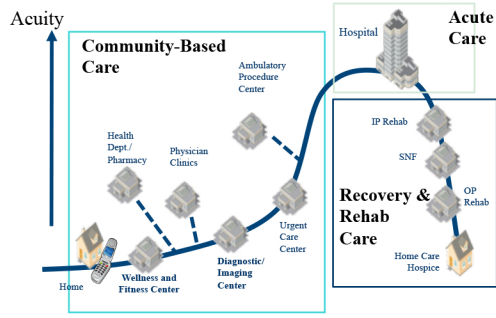 Acuity
Community-Based
Care
Ambulatory
Procedure
Center
Hospital
Acute
Care
Health
Dept./
Pharmacy
Physician
Clinics
IP Rehab
SNF
OP
Rehab
Recovery &
Rehab
Care
Urgent
Care
Center
Home Care
Hospice
Home
Wellness and
Fitness Center
Diagnostic/
Imaging
Center